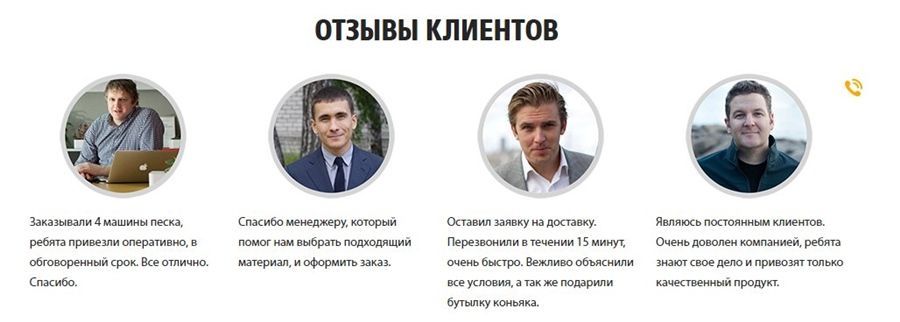 ОТЗЫВЫ КЛИЕНТОВ
Заказывали 4 машины песка,
ребята привезли оперативно, в
обговоренный срок. Все отлично.
Спасибо.
Спасибо менеджеру, который
помог нам выбрать подходящий
материал, и оформить заказ.
Оставил заявку на доставку.
Перезвонили в течении 15 минут,
очень быстро. Вежливо объяснили
все условия, а так же подарили
бутылку коньяка.
Являюсь постоянным клиентов.
Очень доволен компанией, ребята
знают свое дело и привозят только
качественный продукт.